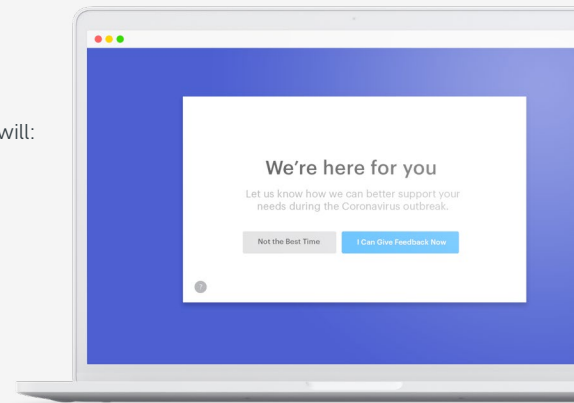 will:
We're here for you
Let us know how we can better support your
needs during the Coronavirus outbreak.
Not the Best Time
I Can Give Feedback Now